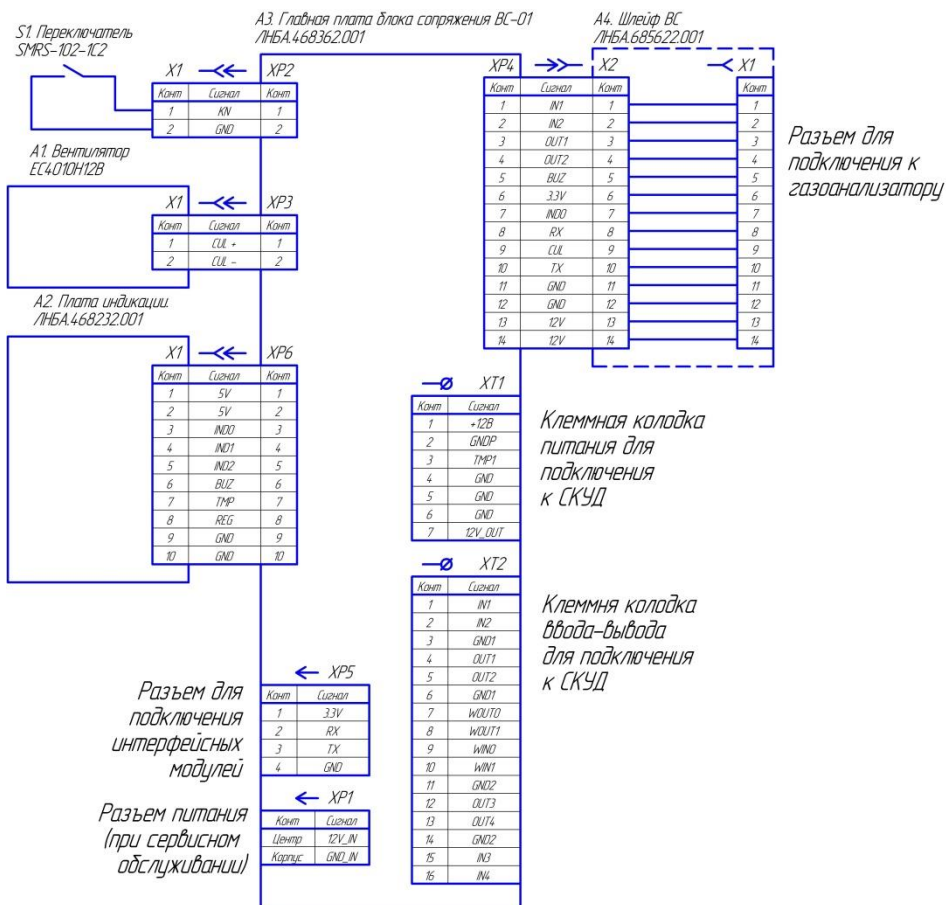 S1. Переключатель
SMRS-102-1C2
X1
XP2
Конт Сигнал Конт
1 KN 1
2 GND 2
A1. Вентилятор
EC4010H12B
X1
XP3
Конт Сигнал Конт
1 CUL + 1
2 CUL - 2
A2. Плата индикации.
ЛНБА.468232.001
X1
XP6
Конт Сигнал Конт
1 5V 1
2 5V 2
3 IND0 3
4 IND1 4
5 IND2 5
6 BUZ 6
7 TMP 7
8 REG 8
9 GND 9
10 GND 10
Разъем для
подключения
интерфейсных
модулей
XP5
Конт Сигнал
1 3.3V
2 RX
3 TX
4 GND
Разъем питания
(при сервисном
обслуживании)
XP1
Конт Сигнал
Центр 12V_IN
Корпус GND_IN
A3. Главная плата блока сопряжения ВС-01
ЛНБА.468362.001
A4. Шлейф ВС
ЛНБА.685622.001
XP4
X2
X1
Конт Сигнал Конт Конт
1 IN1 1 1
2 IN2 2 2
3 OUT1 3 3
4 OUT2 4 4
5 BUZ 5 5
6 3.3V 6 6
7 IND0 7 7
8 RX 8 8
9 CUL 9 9
10 TX 10 10
11 GND 11 11
12 GND 12 12
13 12V 13 13
14 12V 14 14
Разъем для
подключения к
газоанализатору
XT1
Конт Сигнал
1 +12В
2 GNDP
3 TMP1
4 GND
5 GND
6 GND
7 12V_OUT
Клеммная колодка
питания для
подключения
к СКУД
XT2
Конт Сигнал
1 IN1
2 IN2
3 GND1
4 OUT1
5 OUT2
6 GND1
7 WOUT0
8 WOUT1
9 WIN0
10 WIN1
11 GND2
12 OUT3
13 OUT4
14 GND2
15 IN3
16 IN4
Клеммня колодка
ввода-вывода
для подключения
к СКУД